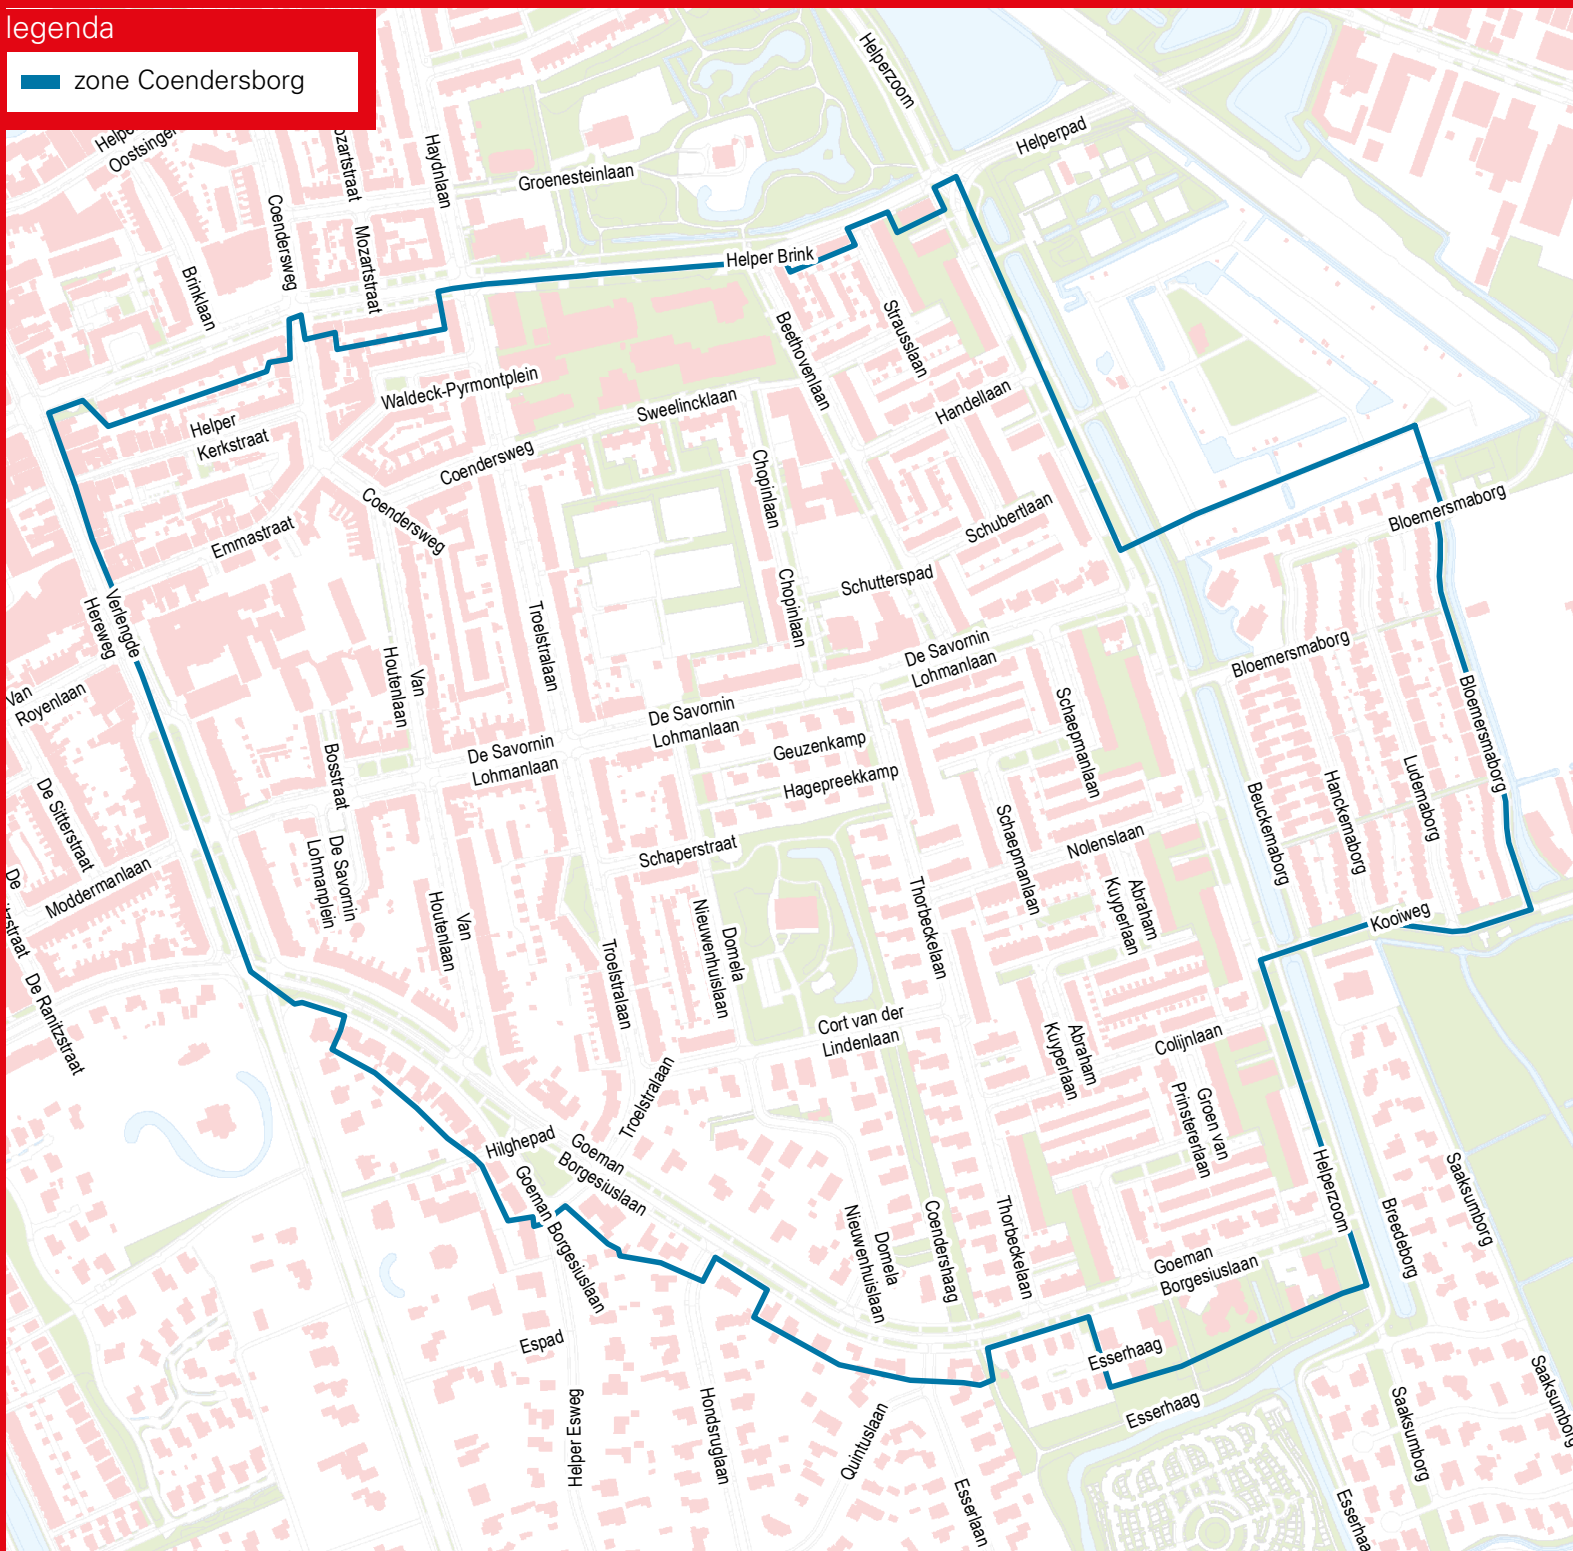 legenda
zone Coendersborg
Helperzoom
Helperpad
Oostsingel
Mozartstraat
Haydnlaan
Groenesteinlaan
Coendersweg
Mozartstraat
Brinklaan
Helper Brink
Strausslaan
Beethovenlaan
Waldeck-Pyrmontplein
Sweelincklaan
Handellaan
Helper
Kerkstraat
Coendersweg
Chopinlaan
Coendersweg
Emmastraat
Schubertlaan
Bloemersmaborg
Schutterspad
Chopinlaan
Verlengde
Hereweg
Troelstralaan
De Savornin
Lohmanlaan
Bloemersmaborg
Van
Houtenlaan
Van
Royenlaan
Schaepmanlaan
Bloemersmaborg
De Savornin
Lohmanlaan
De Savornin
Lohmanlaan
Geuzenkamp
Hagepreekkamp
Bosstraat
De Sitterstraat
Beuckemaborg
Hanckemaborg
Ludemaborg
Schaepmanlaan
Nolenslaan
Schaperstraat
De Savornin
Lohmanplein
Moddermanlaan
De
Abraham
Kuyperlaan
Thorbeckelaan
Kooiweg
Van
Houtenlaan
Domela
Nieuwenhuislaan
Troelstralaan
De Ranitzstraat
Cort van der
Lindenlaan
Abraham
Kuyperlaan
Colijnlaan
Troelstralaan
Groen van
Prinstererlaan
Hilghepad
Goeman
Borgesiuslaan
Goeman Borgesiuslaan
Helperzoom
Saaksumborg
Breedeborg
Domela
Nieuwenhuislaan
Coendershaag
Thorbeckelaan
Goeman
Borgesiuslaan
Espad
Esserhaag
Esserhaag
Helper Esweg
Hondsruglaan
Quintuslaan
Esserlaan
Saaksumborg
Saaksumborg